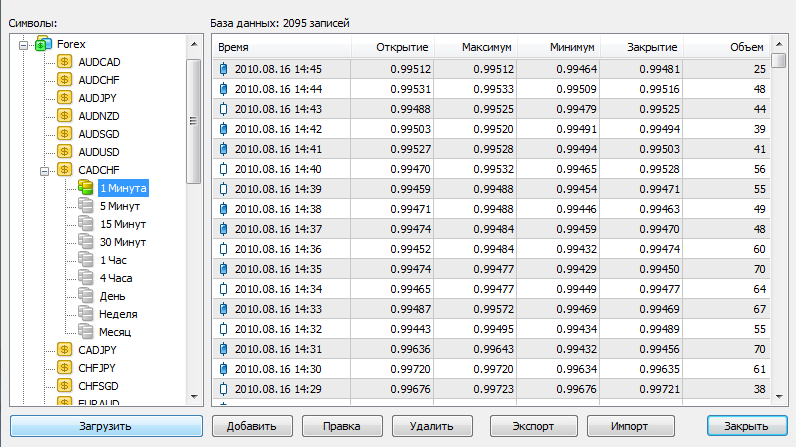 Символы:
База данных: 2095 записей
Forex
AUDCAD
AUDCHF
AUDJPY
AUDNZD
AUDSGD
AUDUSD
CADCHF
1 Минута
5 Минут
15 Минут
30 Минут
1 Час
4 Часа
День
Неделя
Месяц
CADJPY
CHFJPY
CHFSGD
EURAUD
Время Открытие Максимум Минимум Закрытие Объем
2010.08.16 14:45 0.99512 0.99512 0.99464 0.99481 25
2010.08.16 14:44 0.99531 0.99533 0.99509 0.99516 48
2010.08.16 14:43 0.99488 0.99525 0.99479 0.99525 44
2010.08.16 14:42 0.99503 0.99520 0.99491 0.99494 39
2010.08.16 14:41 0.99527 0.99528 0.99494 0.99503 41
2010.08.16 14:40 0.99470 0.99532 0.99465 0.99528 56
2010.08.16 14:39 0.99459 0.99488 0.99454 0.99471 55
2010.08.16 14:38 0.99471 0.99488 0.99446 0.99463 49
2010.08.16 14:37 0.99474 0.99484 0.99459 0.99470 48
2010.08.16 14:36 0.99452 0.99484 0.99432 0.99474 60
2010.08.16 14:35 0.99476 0.99477 0.99429 0.99450 70
2010.08.16 14:34 0.99465 0.99477 0.99449 0.99477 64
2010.08.16 14:33 0.99487 0.99572 0.99469 0.99469 67
2010.08.16 14:32 0.99443 0.99495 0.99434 0.99489 55
2010.08.16 14:31 0.99636 0.99643 0.99432 0.99456 70
2010.08.16 14:30 0.99720 0.99720 0.99634 0.99635 61
2010.08.16 14:29 0.99676 0.99723 0.99676 0.99721 38
Загрузить Добавить Правка Удалить Экспорт Импорт Закрыть